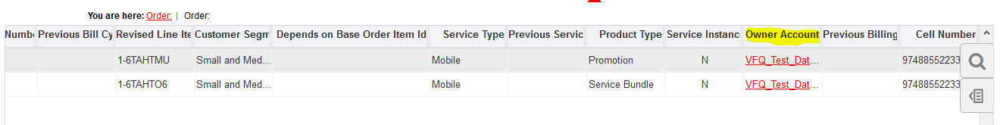 You are here: Order: | Order:
Numbe Previous Bill Cy Revised Line Ite Customer Segm Depends on Base Order Item Id Service Type Previous Servic Product Type Service Instanc Owner Account Previous Billing Cell Number
1-6TAHTMU Small and Med... Mobile Promotion N VFQ_Test_Dat... 97488552233
1-6TAHTO6 Small and Med... Mobile Service Bundle N VFQ_Test_Dat... 97488552233